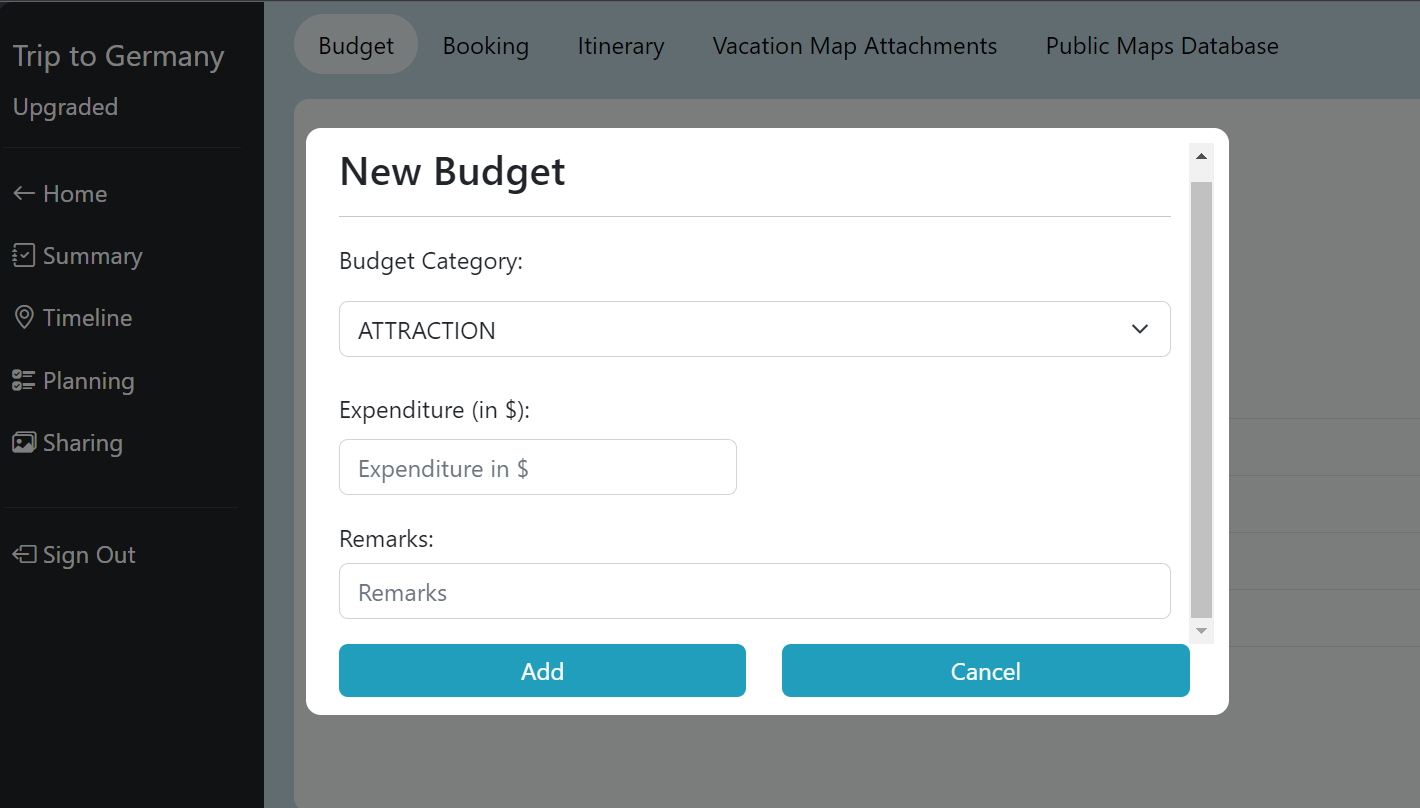 Trip to Germany
Upgraded
Home
Summary
Timeline
Planning
Sharing
Sign Out
Budget Booking Itinerary Vacation Map Attachments Public Maps Database
New Budget
Budget Category:
ATTRACTION
Expenditure (in $):
Expenditure in $
Remarks:
Remarks
Add Cancel